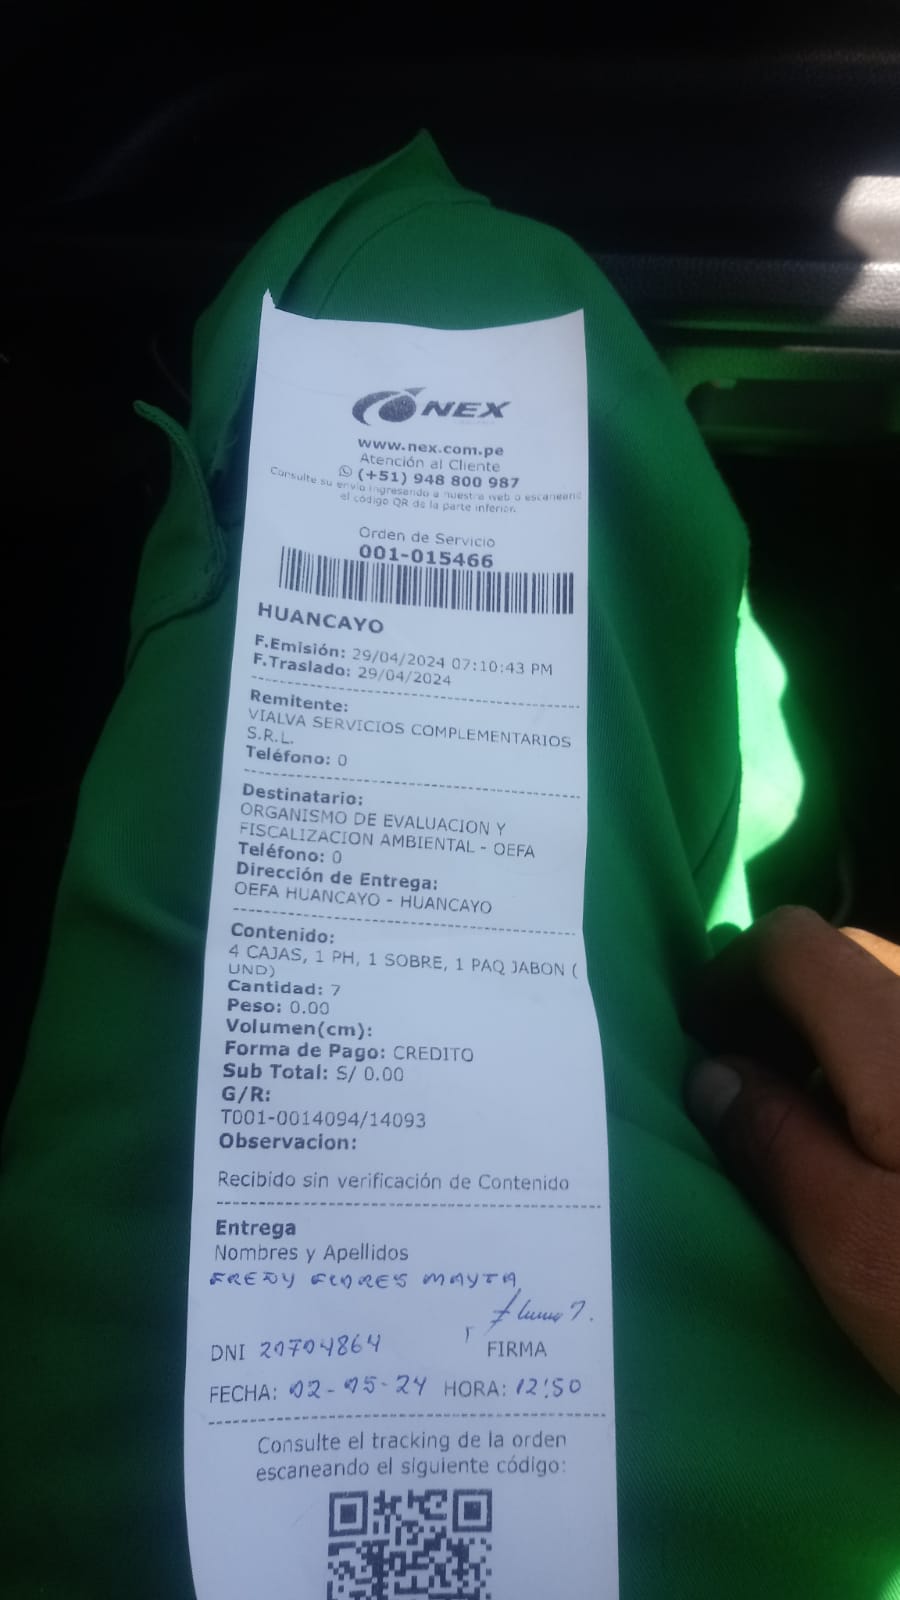 NEX
www.nex.com.pe
Atención al Cliente
(+51) 948 800 987
Consulte su envío ingresando a nuestra web o escaneand
el código QR de la parte inferior.
Orden de Servicio
001-015466
HUANCAYO
F.Emisión: 29/04/2024 07:10:43 PM
F.Traslado: 29/04/2024
Remitente:
VIALVA SERVICIOS COMPLEMENTARIOS
S.R.L.
Teléfono: 0
Destinatario:
ORGANISMO DE EVALUACION Y
FISCALIZACION AMBIENTAL - OEFA
Teléfono: 0
Dirección de Entrega:
OEFA HUANCAYO - HUANCAYO
Contenido:
4 CAJAS, 1 PH, 1 SOBRE, 1 PAQ JABON (
UND)
Cantidad: 7
Peso: 0.00
Volumen(cm):
Forma de Pago: CREDITO
Sub Total: S/ 0.00
G/R:
T001-0014094/14093
Observacion:
Recibido sin verificación de Contenido
Entrega
Nombres y Apellidos
FREDY FLORES MAYTA
DNI 20704864
FIRMA
FECHA: 02-05-24 HORA: 12:50
Consulte el tracking de la orden
escaneando el siguiente código: